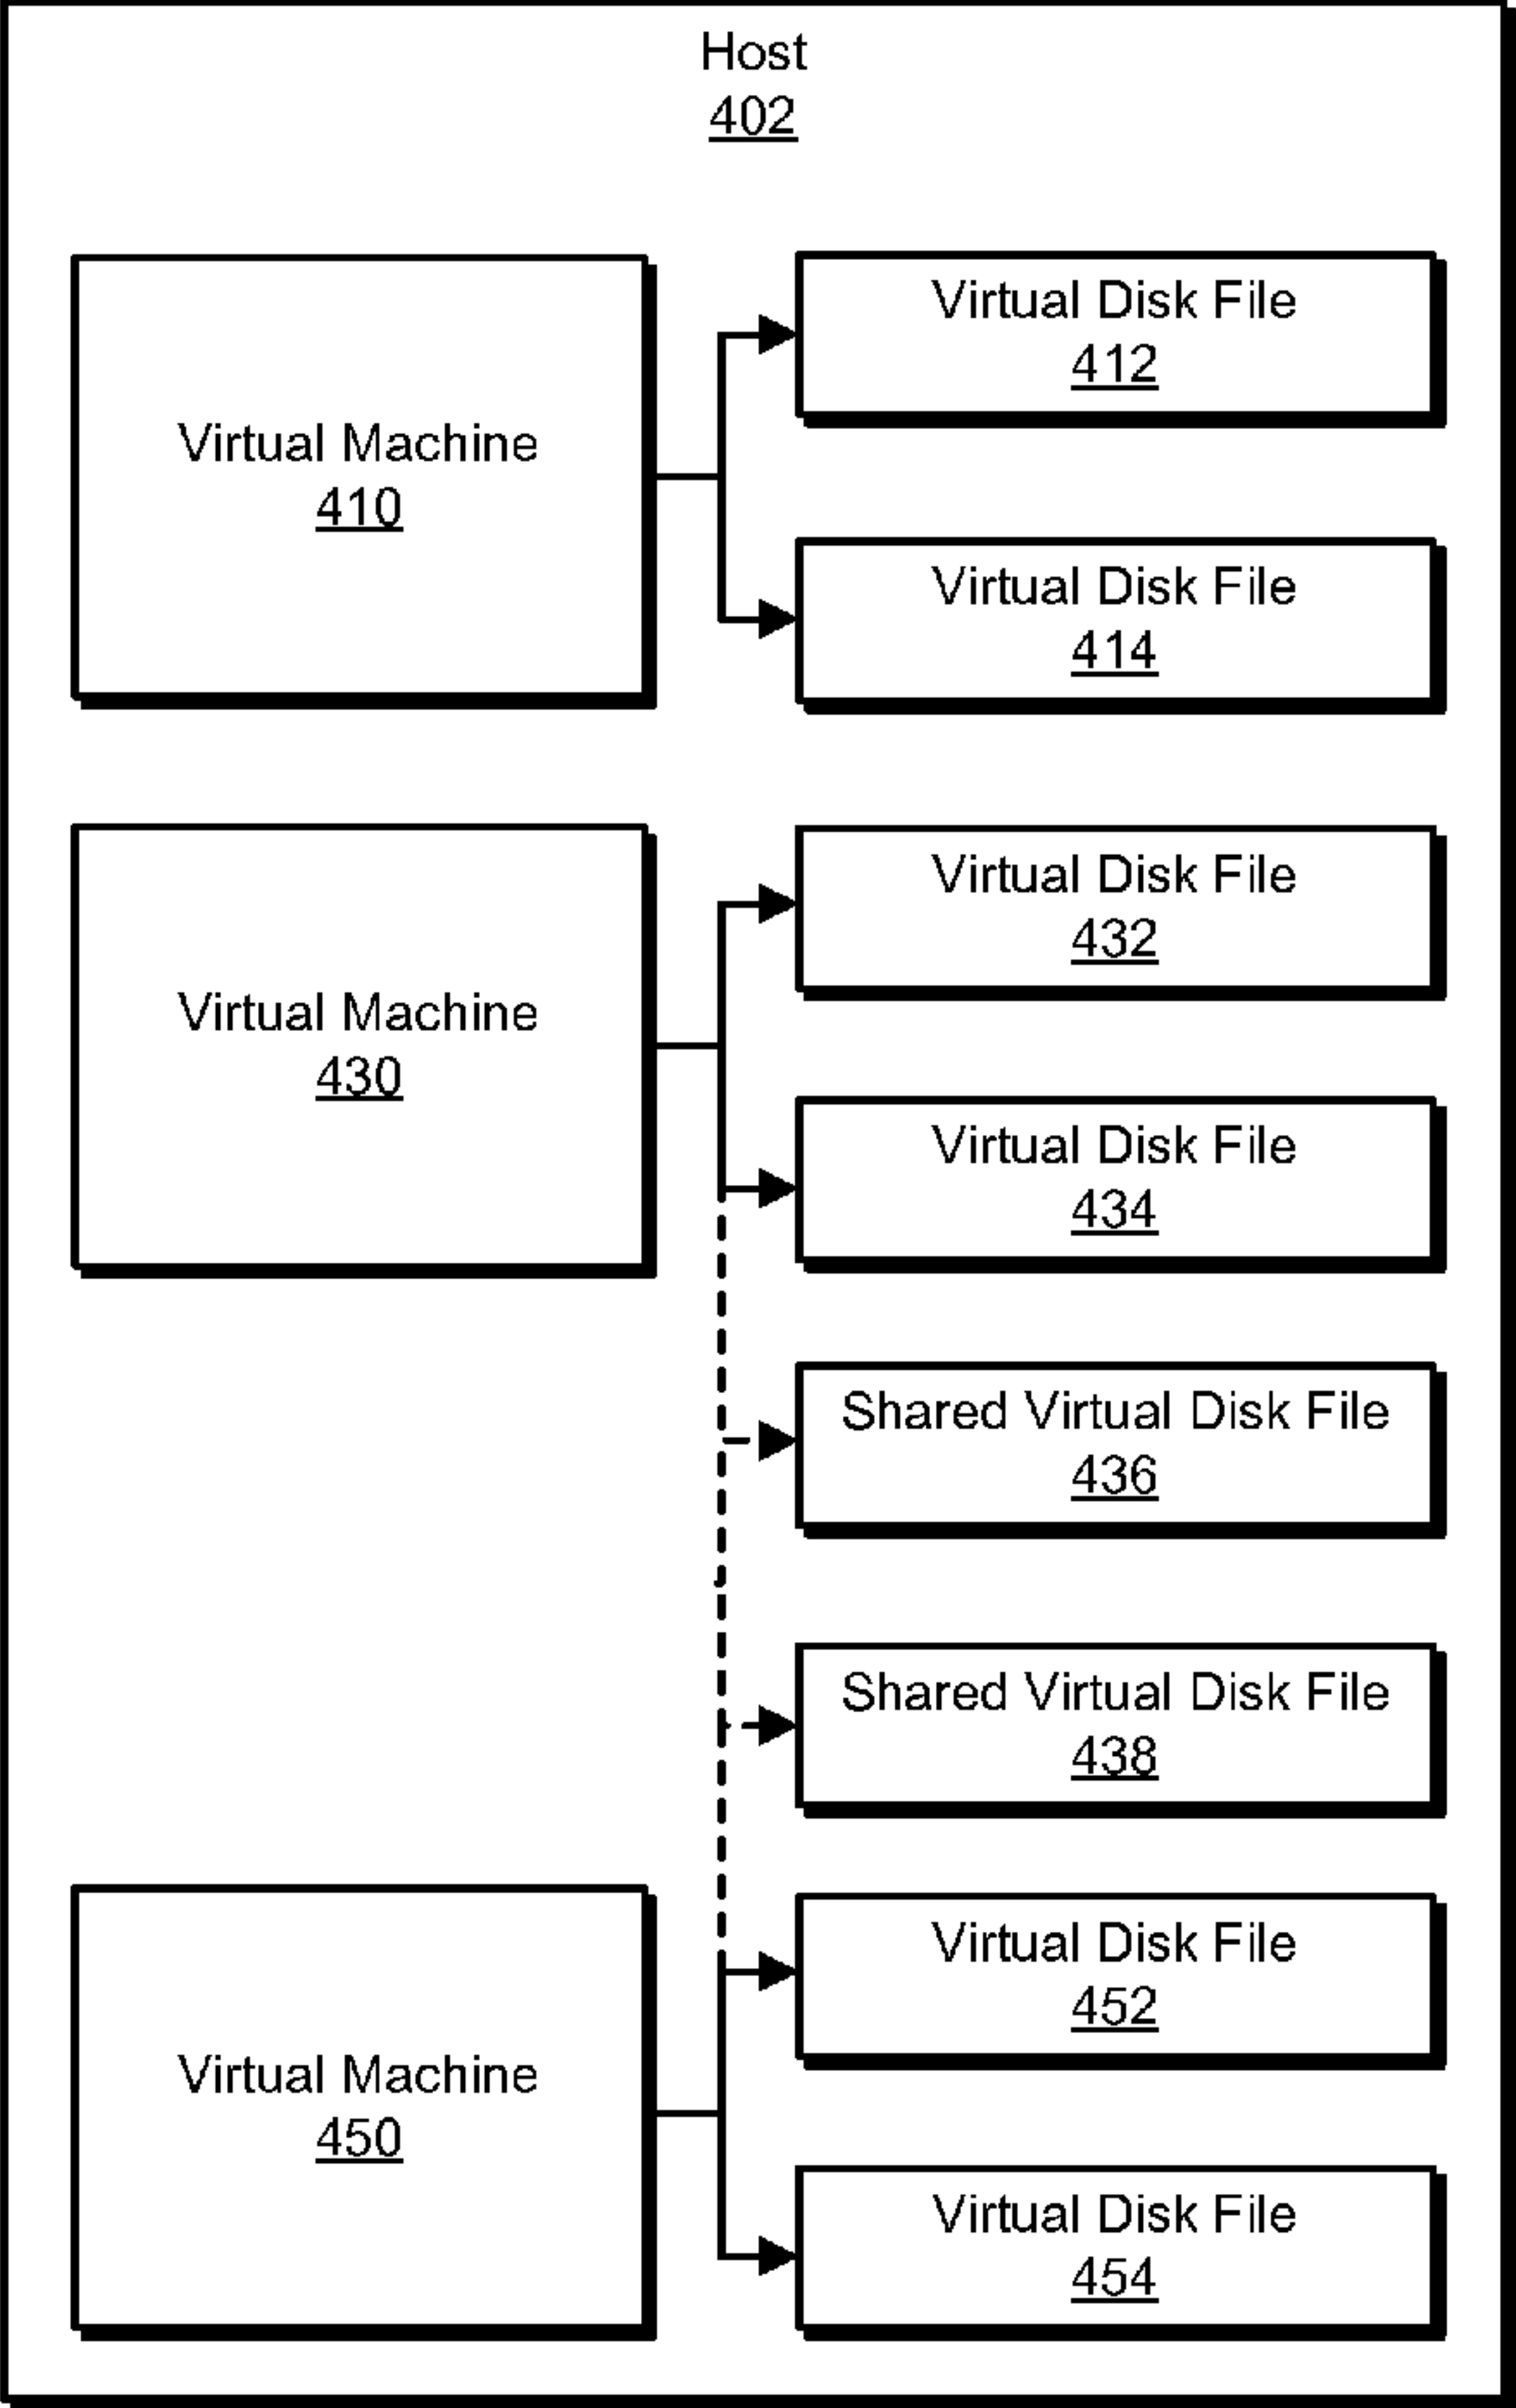 Host
402
Virtual Machine
410
Virtual Disk File
412
Virtual Disk File
414
Virtual Machine
430
Virtual Disk File
432
Virtual Disk File
434
Shared Virtual Disk File
436
Shared Virtual Disk File
438
Virtual Machine
450
Virtual Disk File
452
Virtual Disk File
454